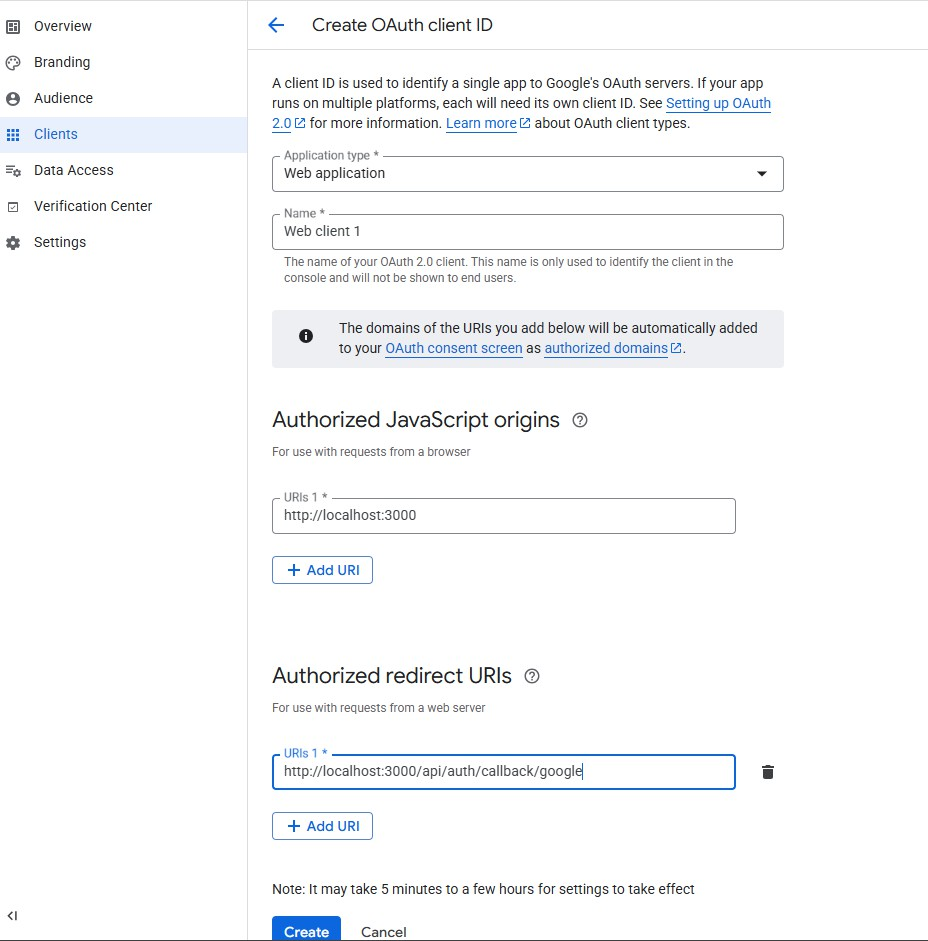 Overview
Branding
Audience
Clients
Data Access
Verification Center
Settings
Create OAuth client ID
A client ID is used to identify a single app to Google's OAuth servers. If your app
runs on multiple platforms, each will need its own client ID. See Setting up OAuth
2.0 for more information. Learn more about OAuth client types.
Application type *
Web application
Name *
Web client 1
The name of your OAuth 2.0 client. This name is only used to identify the client in the
console and will not be shown to end users.
The domains of the URIs you add below will be automatically added
to your OAuth consent screen as authorized domains.
Authorized JavaScript origins
For use with requests from a browser
URIs 1 *
http://localhost:3000
+ Add URI
Authorized redirect URIs
For use with requests from a web server
URIs 1 *
http://localhost:3000/api/auth/callback/google
+ Add URI
Note: It may take 5 minutes to a few hours for settings to take effect
Create Cancel